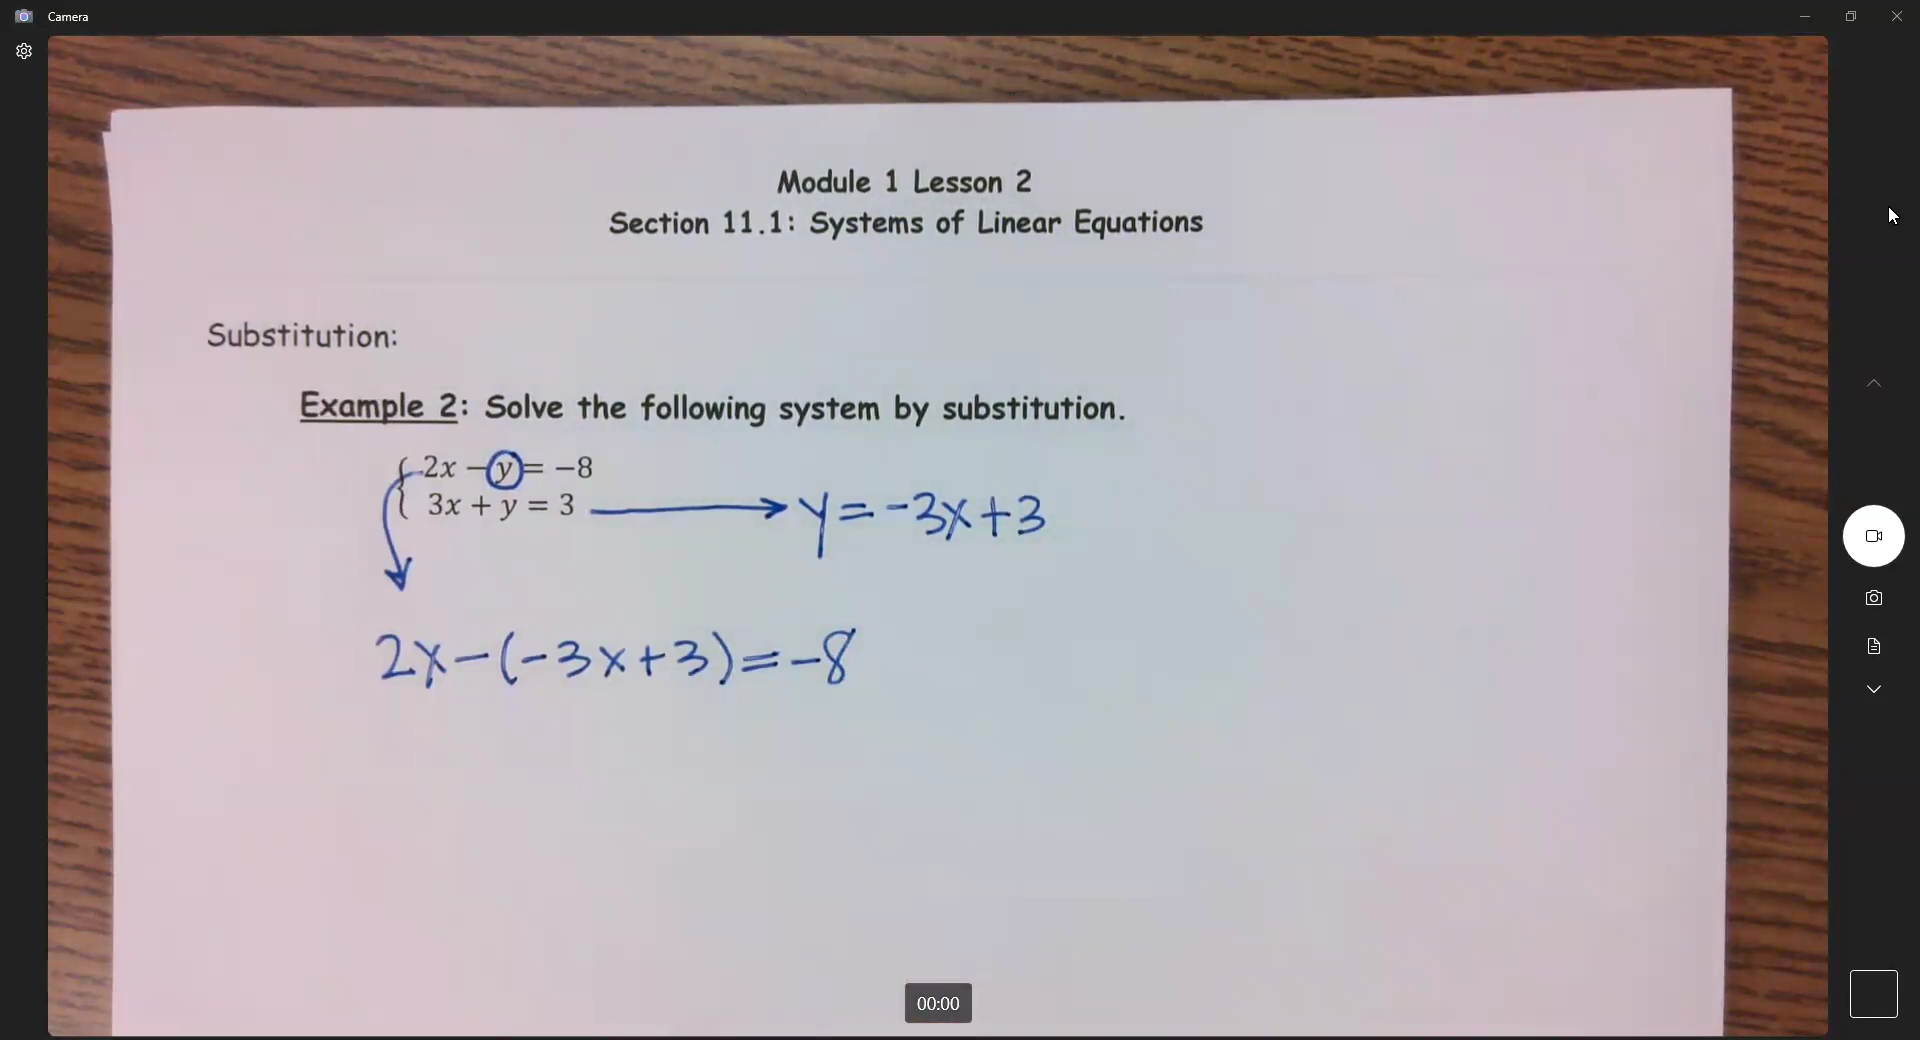 Camera
Module 1 Lesson 2
Section 11.1: Systems of Linear Equations
Substitution:
Example 2: Solve the following system by substitution.
2x − y = −8
3x + y = 3 y = -3x + 3
2x - (-3x + 3) = -8
00:00